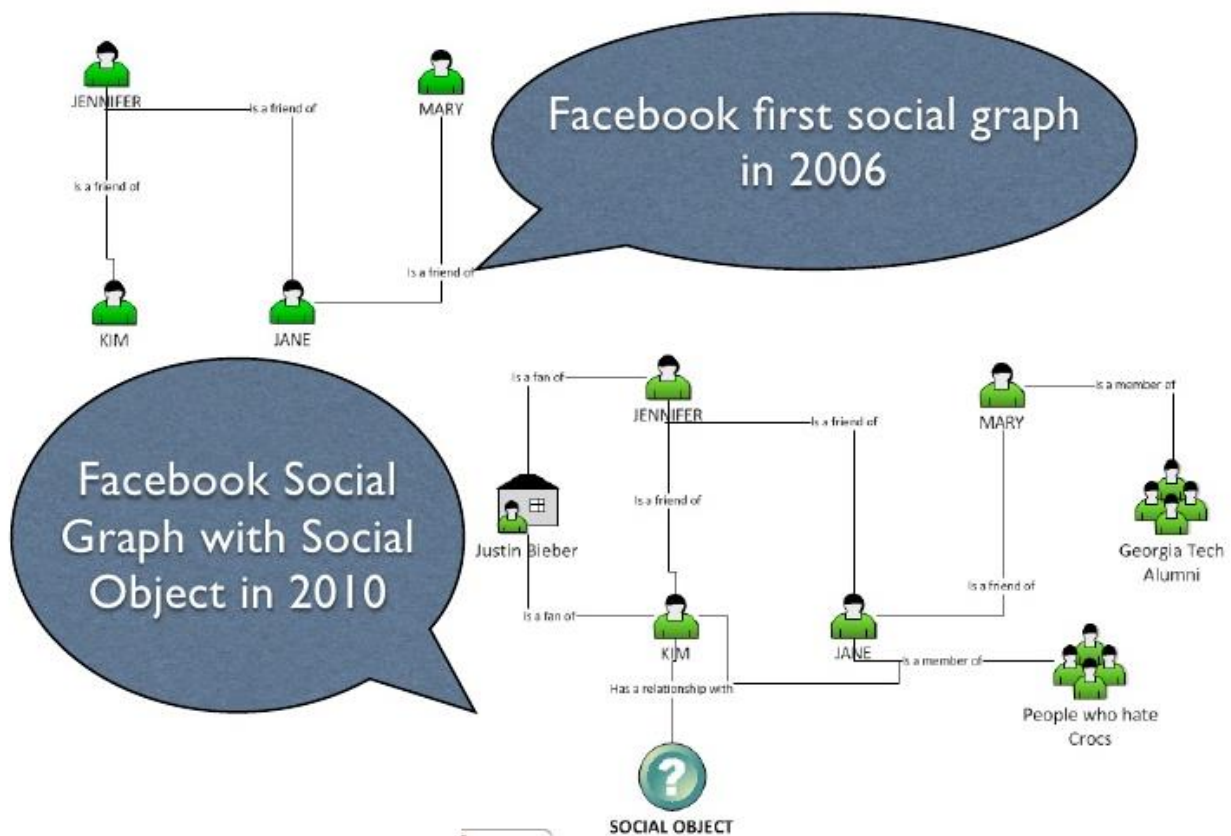 JENNIFER
Is a friend of
MARY
Facebook first social graph
in 2006
Is a friend of
Is a friend of
KIM
JANE
Is a fan of
JENNIFER
Is a friend of
MARY
Is a member of
Facebook Social
Graph with Social
Object in 2010
Is a friend of
Justin Bieber
Georgia Tech
Alumni
Is a friend of
Is a fan of
KIM
JANE
Is a member of
Has a relationship with
People who hate
Crocs
?
SOCIAL OBJECT